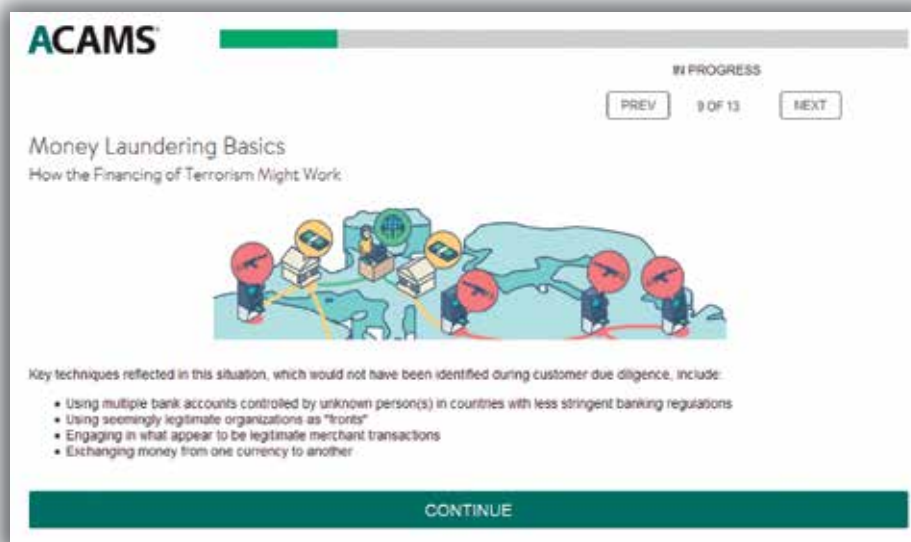 ACAMS
IN PROGRESS
PREV 9 OF 13 NEXT
Money Laundering Basics
How the Financing of Terrorism Might Work
Key techniques reflected in this situation, which would not have been identified during customer due diligence, include:
• Using multiple bank accounts controlled by unknown person(s) in countries with less stringent banking regulations
• Using seemingly legitimate organizations as "fronts"
• Engaging in what appear to be legitimate merchant transactions
• Exchanging money from one currency to another
CONTINUE